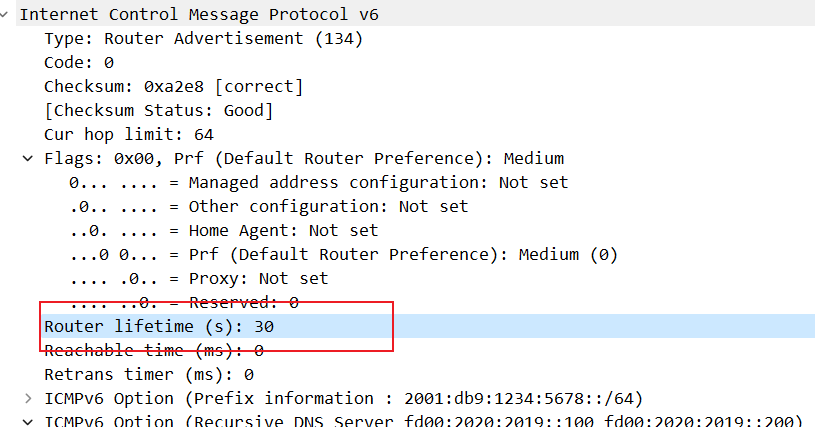 Internet Control Message Protocol v6
Type: Router Advertisement (134)
Code: 0
Checksum: 0xa2e8 [correct]
[Checksum Status: Good]
Cur hop limit: 64
Flags: 0x00, Prf (Default Router Preference): Medium
0... .... = Managed address configuration: Not set
.0.. .... = Other configuration: Not set
..0. .... = Home Agent: Not set
...0 0... = Prf (Default Router Preference): Medium (0)
.... .0.. = Proxy: Not set
.... ..0. = Reserved: 0
Router lifetime (s): 30
Reachable time (ms): 0
Retrans timer (ms): 0
ICMPv6 Option (Prefix information : 2001:db9:1234:5678::/64)
ICMPv6 Option (Recursive DNS Server fd00:2020:2019::100 fd00:2020:2019::200)